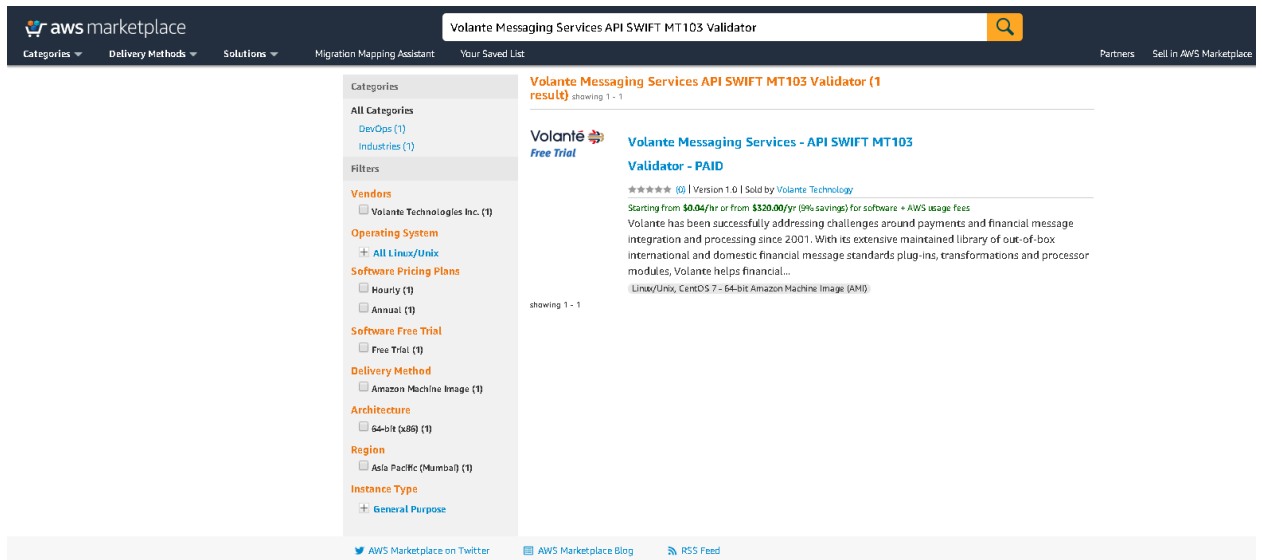 aws marketplace
Volante Messaging Services API SWIFT MT103 Validator
Categories
Delivery Methods
Solutions
Migration Mapping Assistant
Your Saved List
Partners
Sell in AWS Marketplace
Categories
All Categories
DevOps (1)
Industries (1)
Filters
Vendors
Volante Technologies Inc. (1)
Operating System
All Linux/Unix
Software Pricing Plans
Hourly (1)
Annual (1)
Software Free Trial
Free Trial (1)
Delivery Method
Amazon Machine Image (1)
Architecture
64-bit (x86) (1)
Region
Asia Pacific (Mumbai) (1)
Instance Type
General Purpose
Volante Messaging Services API SWIFT MT103 Validator (1
result) showing 1 - 1
Volanté
Free Trial
Volante Messaging Services - API SWIFT MT103
Validator - PAID
(0) | Version 1.0 | Sold by Volante Technology
Starting from $0.04/hr or from $320.00/yr (9% savings) for software + AWS usage fees
Volante has been successfully addressing challenges around payments and financial message
integration and processing since 2001. With its extensive maintained library of out-of-box
international and domestic financial message standards plug-ins, transformations and processor
modules, Volante helps financial...
Linux/Unix, CentOS 7 - 64-bit Amazon Machine Image (AMI)
showing 1 - 1
AWS Marketplace on Twitter
AWS Marketplace Blog
RSS Feed